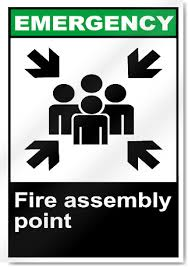 EMERGENCY
Fire assembly
point